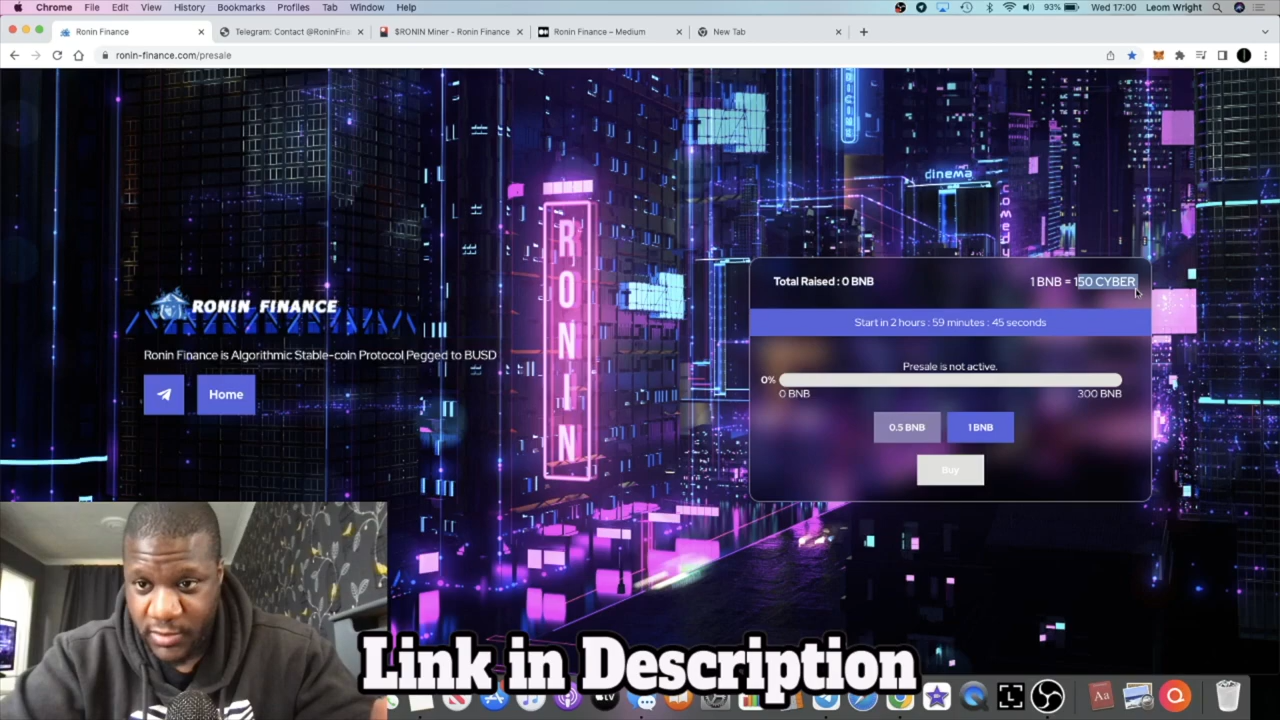 Chrome File Edit View History Bookmarks Profiles Tab Window Help
93% Wed 17:00 Leom Wright
Ronin Finance
Telegram: Contact @RoninFina
$RONIN Miner - Ronin Finance
Ronin Finance – Medium
New Tab
ronin-finance.com/presale
cinema
comedy
RONIN
Total Raised : 0 BNB
1 BNB = 150 CYBER
Start in 2 hours : 59 minutes : 45 seconds
RONIN FINANCE
Ronin Finance is Algorithmic Stable-coin Protocol Pegged to BUSD
Home
Presale is not active.
0%
0 BNB
300 BNB
0.5 BNB
1 BNB
Buy
Link in Description
tv
Aa